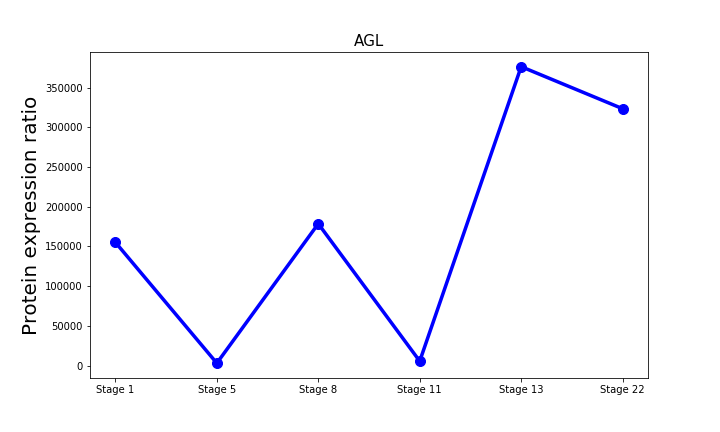 AGL
Protein expression ratio
350000
300000
250000
200000
150000
100000
50000
0
Stage 1 Stage 5 Stage 8 Stage 11 Stage 13 Stage 22